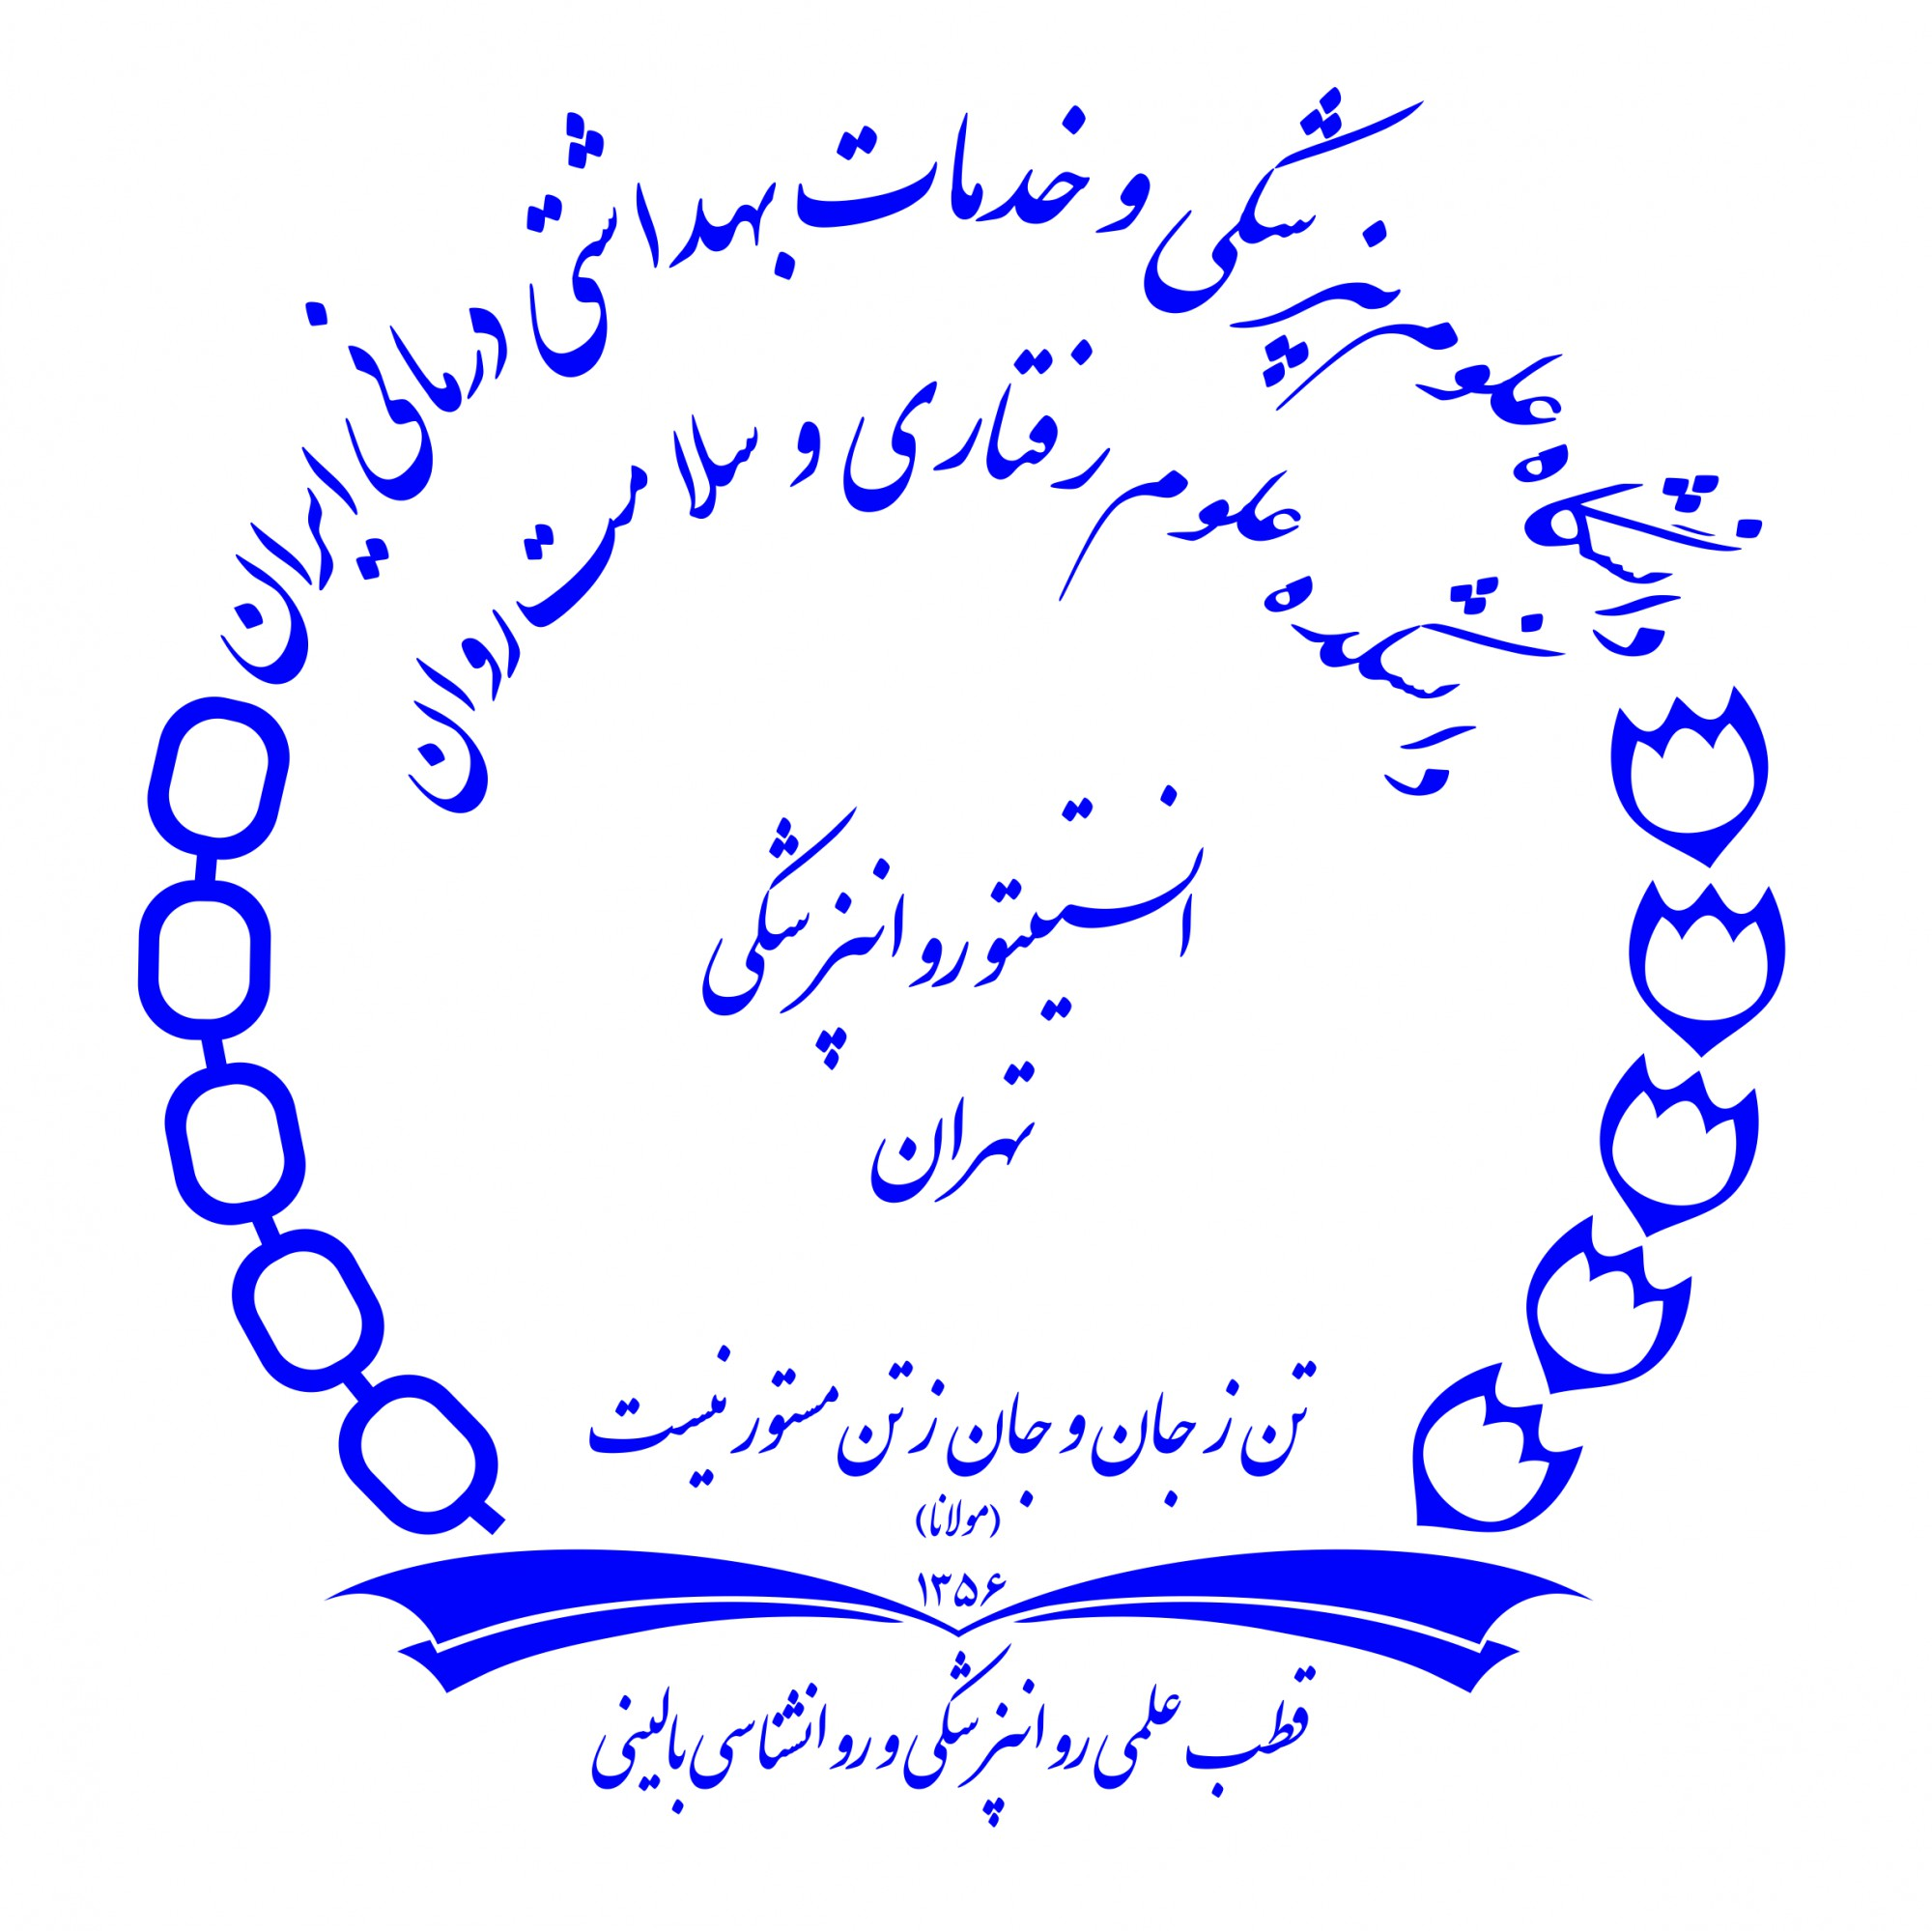 دانشگاه علوم پزشکی و خدمات بهداشتی درمانی ایران
دانشکده علوم رفتاری و سلامت روان
انستیتو روانپزشکی
تهران
تن ز جان و جان ز تن مستور نیست
(مولانا)
۱۳۵۶
قطب علمی روانپزشکی و روانشناسی بالینی